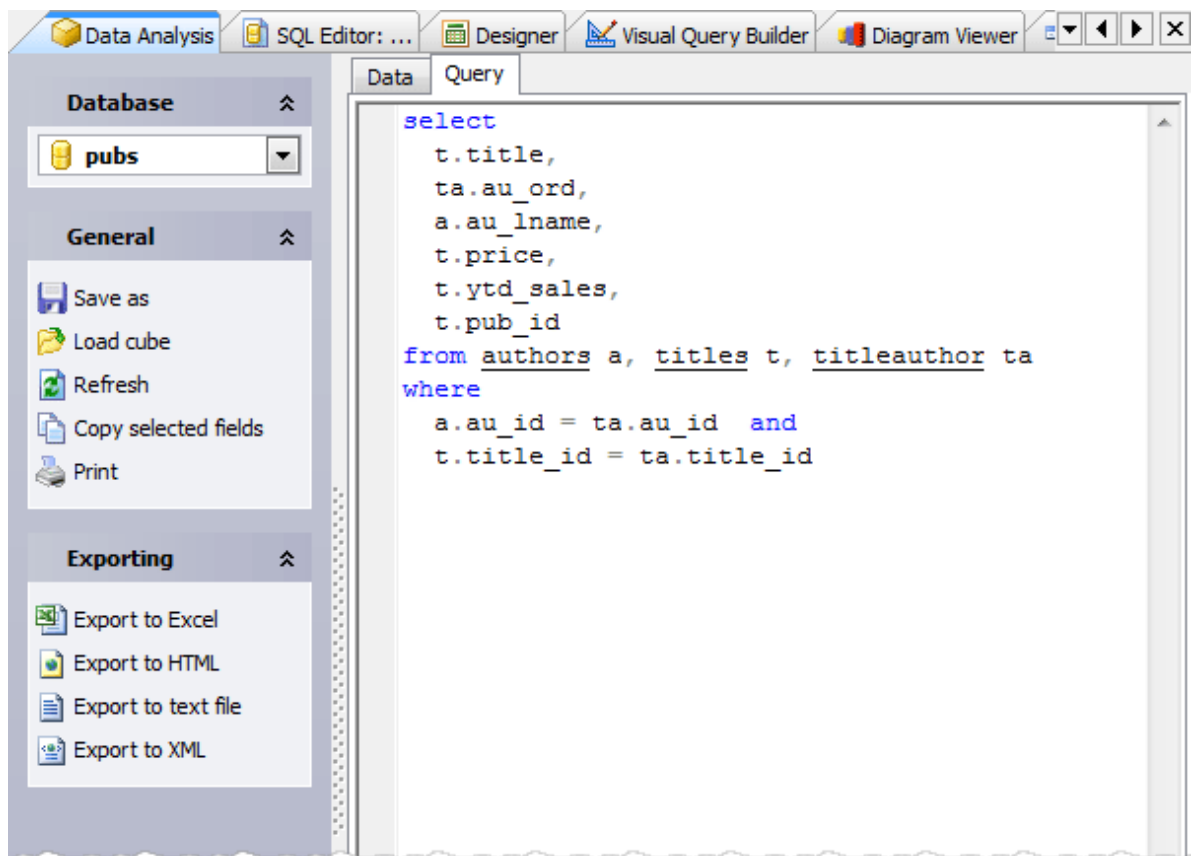 Data Analysis
SQL Editor: ...
Designer
Visual Query Builder
Diagram Viewer
Database
pubs
General
Save as
Load cube
Refresh
Copy selected fields
Print
Exporting
Export to Excel
Export to HTML
Export to text file
Export to XML
Data
Query
select
t.title,
ta.au_ord,
a.au_lname,
t.price,
t.ytd_sales,
t.pub_id
from authors a, titles t, titleauthor ta
where
a.au_id = ta.au_id  and
t.title_id = ta.title_id